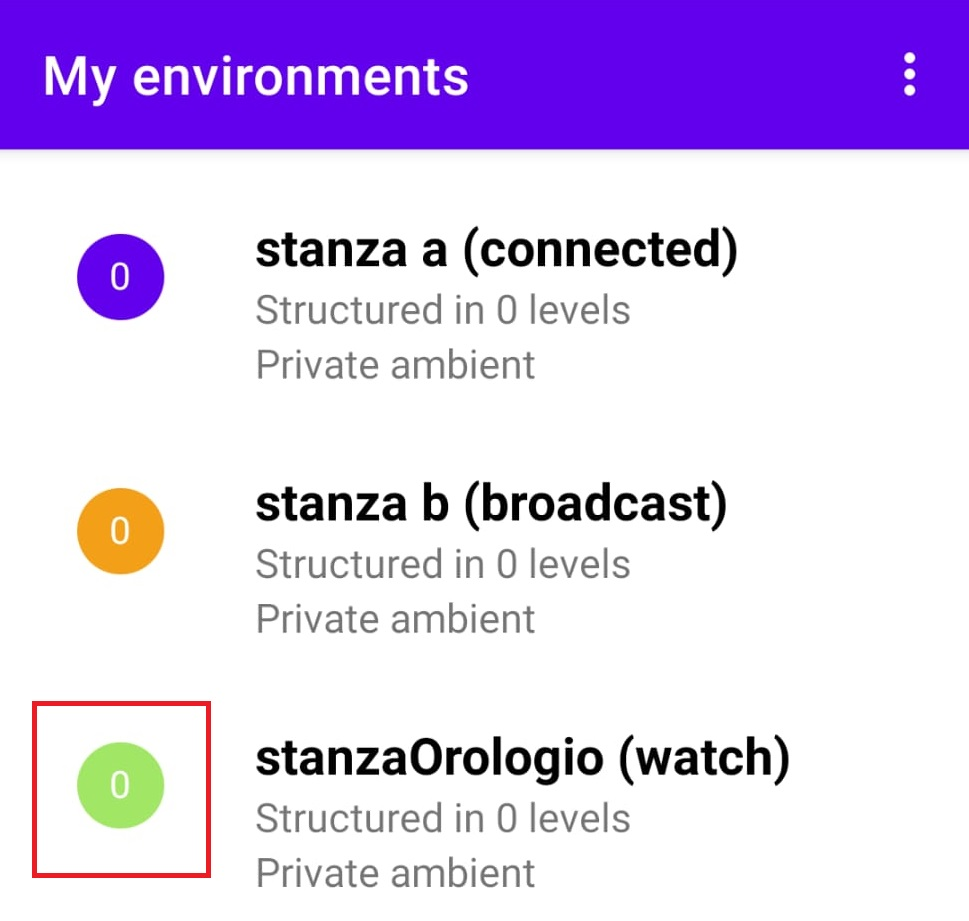 My environments
0
stanza a (connected)
Structured in 0 levels
Private ambient
0
stanza b (broadcast)
Structured in 0 levels
Private ambient
0
stanzaOrologio (watch)
Structured in 0 levels
Private ambient